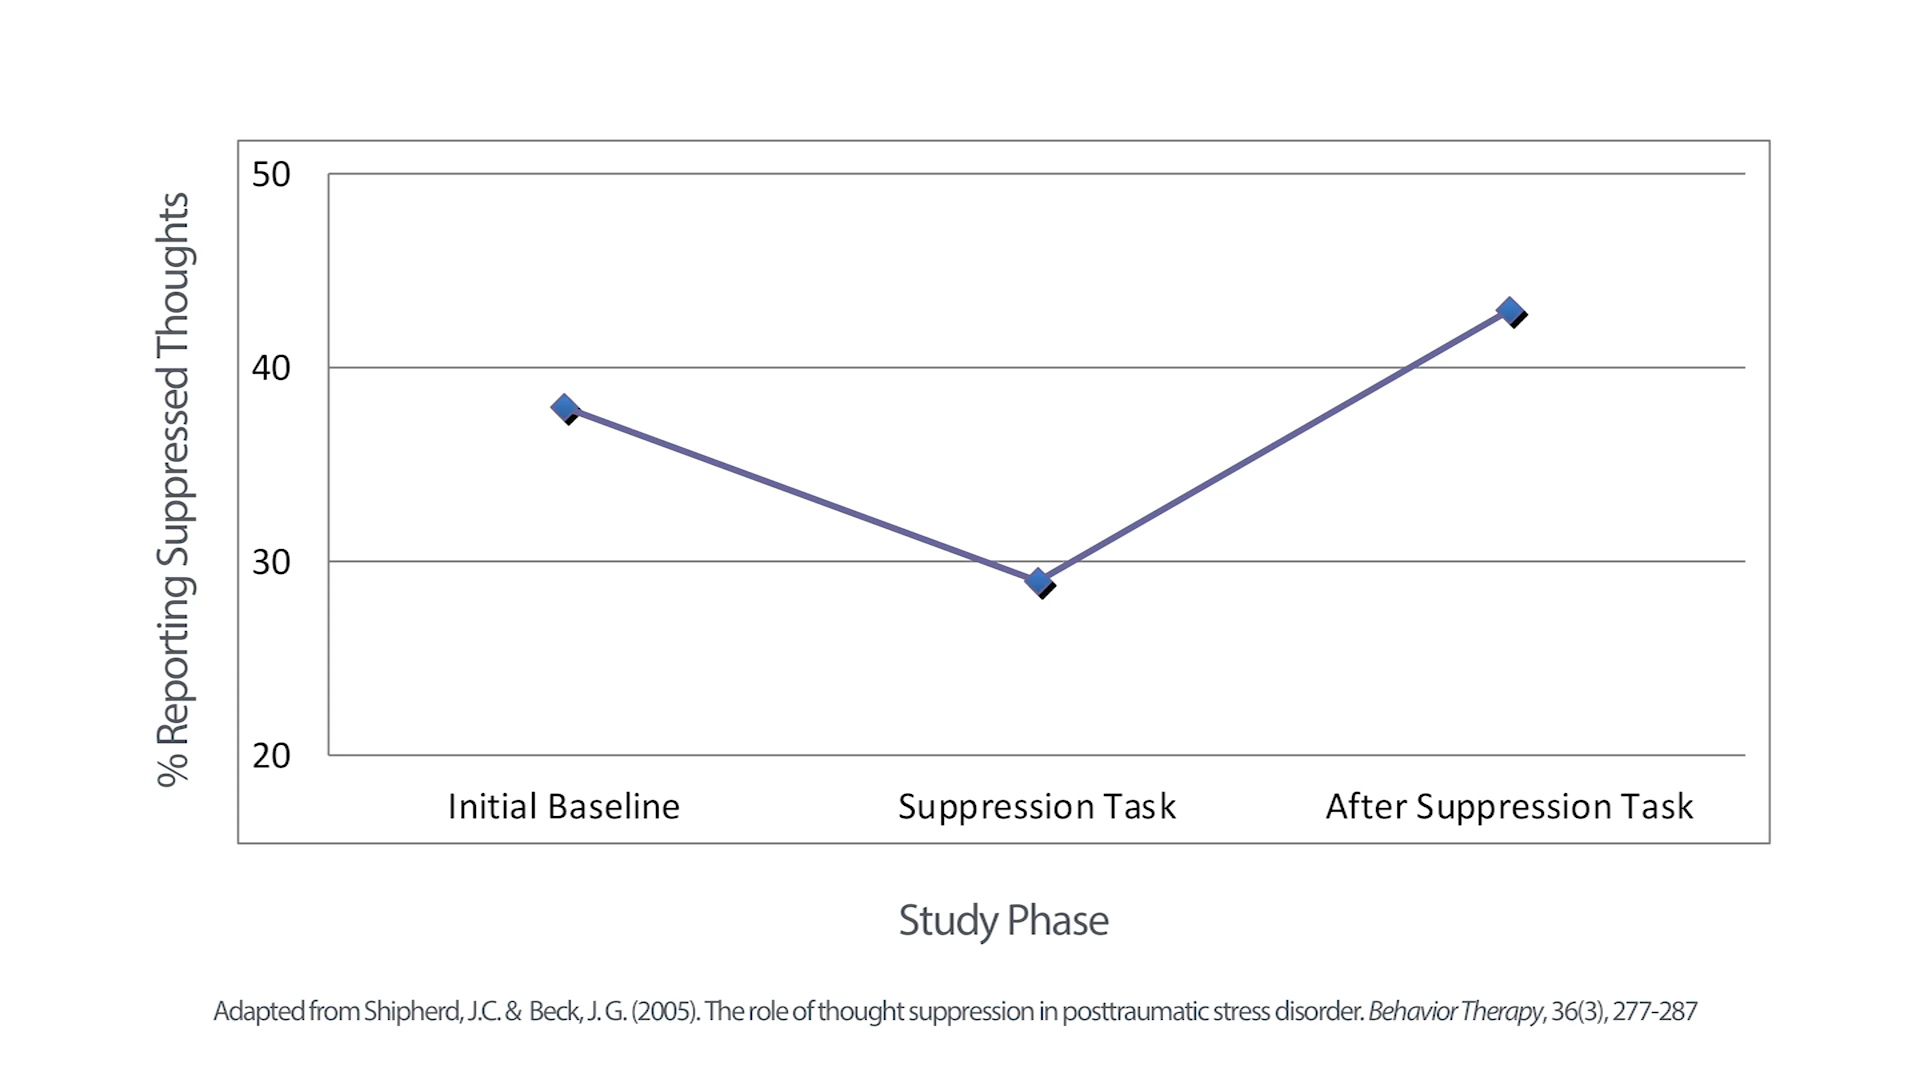 % Reporting Suppressed Thoughts
50
40
30
20
Initial Baseline
Suppression Task
After Suppression Task
Study Phase
Adapted from Shipherd, J.C. & Beck, J. G. (2005). The role of thought suppression in posttraumatic stress disorder. Behavior Therapy, 36(3), 277-287